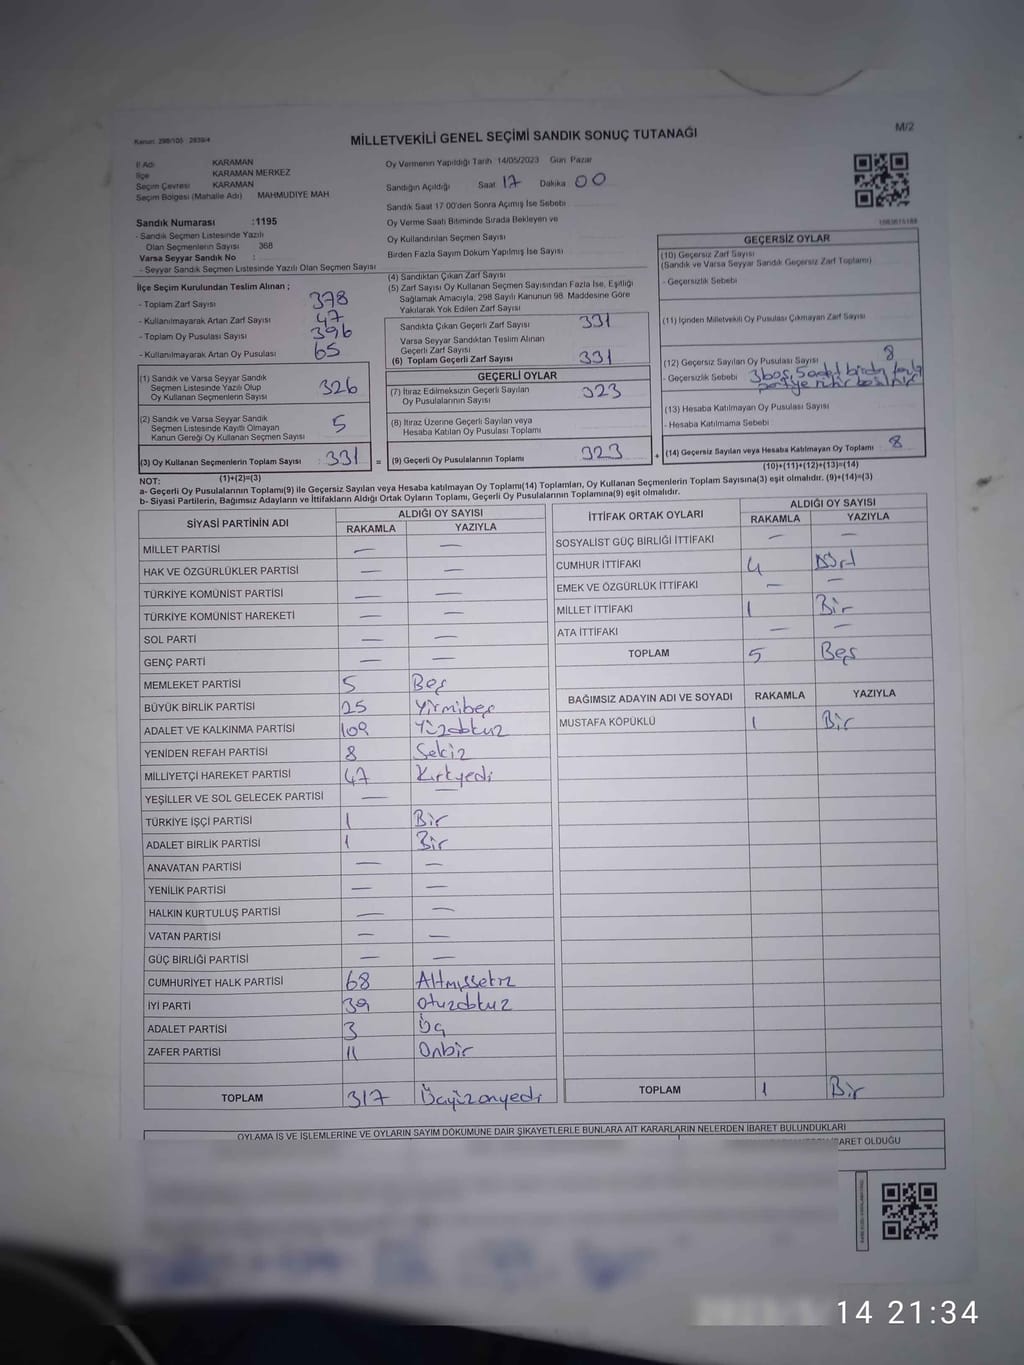 Kanun: 298/105 2839/4
MİLLETVEKİLİ GENEL SEÇİMİ SANDIK SONUÇ TUTANAĞI
M/2
İl Adı KARAMAN
İlçe KARAMAN MERKEZ
Seçim Çevresi KARAMAN
Seçim Bölgesi (Mahalle Adı) MAHMUDIYE MAH
Oy Vermenin Yapıldığı Tarih 14/05/2023 Gün Pazar
Sandığın Açıldığı Saat 17 Dakika 00
Sandık Saat 17 00'den Sonra Açılmış İse Sebebi
Sandık Numarası :1195
- Sandık Seçmen Listesinde Yazılı
Olan Seçmenlerin Sayısı 368
Varsa Seyyar Sandık No :
- Seyyar Sandık Seçmen Listesinde Yazılı Olan Seçmen Sayısı
Oy Verme Saati Bitiminde Sırada Bekleyen ve
Oy Kullandırılan Seçmen Sayısı
Birden Fazla Sayım Döküm Yapılmış İse Sayısı
İlçe Seçim Kurulundan Teslim Alınan ;
- Toplam Zarf Sayısı 378
- Kullanılmayarak Artan Zarf Sayısı 47
- Toplam Oy Pusulası Sayısı 396
- Kullanılmayarak Artan Oy Pusulası 65
(1) Sandık ve Varsa Seyyar Sandık
Seçmen Listesinde Yazılı Olup
Oy Kullanan Seçmenlerin Sayısı 326
(2) Sandık ve Varsa Seyyar Sandık
Seçmen Listesinde Kayıtlı Olmayan
Kanun Gereği Oy Kullanan Seçmen Sayısı 5
(3) Oy Kullanan Seçmenlerin Toplam Sayısı : 331 =
(4) Sandıktan Çıkan Zarf Sayısı
(5) Zarf Sayısı Oy Kullanan Seçmen Sayısından Fazla İse, Eşitliği
Sağlamak Amacıyla, 298 Sayılı Kanunun 98. Maddesine Göre
Yakılarak Yok Edilen Zarf Sayısı
Sandıkta Çıkan Geçerli Zarf Sayısı 331
Varsa Seyyar Sandıktan Teslim Alınan
Geçerli Zarf Sayısı
(6) Toplam Geçerli Zarf Sayısı 331
GEÇERLİ OYLAR
(7) İtiraz Edilmeksizin Geçerli Sayılan
Oy Pusulalarının Sayısı 323
(8) İtiraz Üzerine Geçerli Sayılan veya
Hesaba Katılan Oy Pusulası Toplamı
(9) Geçerli Oy Pusulalarının Toplamı 323 +
GEÇERSİZ OYLAR
(10) Geçersiz Zarf Sayısı
(Sandık ve Varsa Seyyar Sandık Geçersiz Zarf Toplamı)
- Geçersizlik Sebebi
(11) İçinden Milletvekili Oy Pusulası Çıkmayan Zarf Sayısı
(12) Geçersiz Sayılan Oy Pusulası Sayısı 8
- Geçersizlik Sebebi 3 boş, 5 adet birden fazla
(13) Hesaba Katılmayan Oy Pusulası Sayısı
- Hesaba Katılmama Sebebi
(14) Geçersiz Sayılan veya Hesaba Katılmayan Oy Toplamı 8
NOT: (1)+(2)=(3)
(10)+(11)+(12)+(13)=(14)
a- Geçerli Oy Pusulalarının Toplamı(9) ile Geçersiz Sayılan veya Hesaba Katılmayan Oy Toplamı(14) Toplamları, Oy Kullanan Seçmenlerin Toplam Sayısına(3) eşit olmalıdır. (9)+(14)=(3)
b- Siyasi Partilerin, Bağımsız Adayların ve İttifakların Aldığı Ortak Oyların Toplamı, Geçerli Oy Pusulalarının Toplamına(9) eşit olmalıdır.
SİYASİ PARTİNİN ADI ALDIĞI OY SAYISI
RAKAMLA YAZIYLA
MİLLET PARTİSİ — —
HAK VE ÖZGÜRLÜKLER PARTİSİ — —
TÜRKİYE KOMÜNİST PARTİSİ — —
TÜRKİYE KOMÜNİST HAREKETİ — —
SOL PARTİ — —
GENÇ PARTİ — —
MEMLEKET PARTİSİ 5 Beş
BÜYÜK BİRLİK PARTİSİ 25 Yirmibeş
ADALET VE KALKINMA PARTİSİ 109 Yüzdokuz
YENİDEN REFAH PARTİSİ 8 Sekiz
MİLLİYETÇİ HAREKET PARTİSİ 47 Kırkyedi
YEŞİLLER VE SOL GELECEK PARTİSİ — —
TÜRKİYE İŞÇİ PARTİSİ 1 Bir
ADALET BİRLİK PARTİSİ 1 Bir
ANAVATAN PARTİSİ — —
YENİLİK PARTİSİ — —
HALKIN KURTULUŞ PARTİSİ — —
VATAN PARTİSİ — —
GÜÇ BİRLİĞİ PARTİSİ — —
CUMHURİYET HALK PARTİSİ 68 Altmışsekiz
İYİ PARTİ 39 Otuzdokuz
ADALET PARTİSİ 3 Üç
ZAFER PARTİSİ 11 Onbir
TOPLAM 317 Üçyüzonyedi
İTTİFAK ORTAK OYLARI ALDIĞI OY SAYISI
RAKAMLA YAZIYLA
SOSYALİST GÜÇ BİRLİĞİ İTTİFAKI — —
CUMHUR İTTİFAKI 4 Dört
EMEK VE ÖZGÜRLÜK İTTİFAKI — —
MİLLET İTTİFAKI 1 Bir
ATA İTTİFAKI — —
TOPLAM 5 Beş
BAĞIMSIZ ADAYIN ADI VE SOYADI RAKAMLA YAZIYLA
MUSTAFA KÖPÜKLÜ 1 Bir
TOPLAM 1 Bir
OYLAMA İŞ VE İŞLEMLERİNE VE OYLARIN SAYIM DÖKÜMÜNE DAİR ŞİKAYETLERLE BUNLARA AİT KARARLARIN NELERDEN İBARET BULUNDUKLARI
OLDUĞU
14 21:34